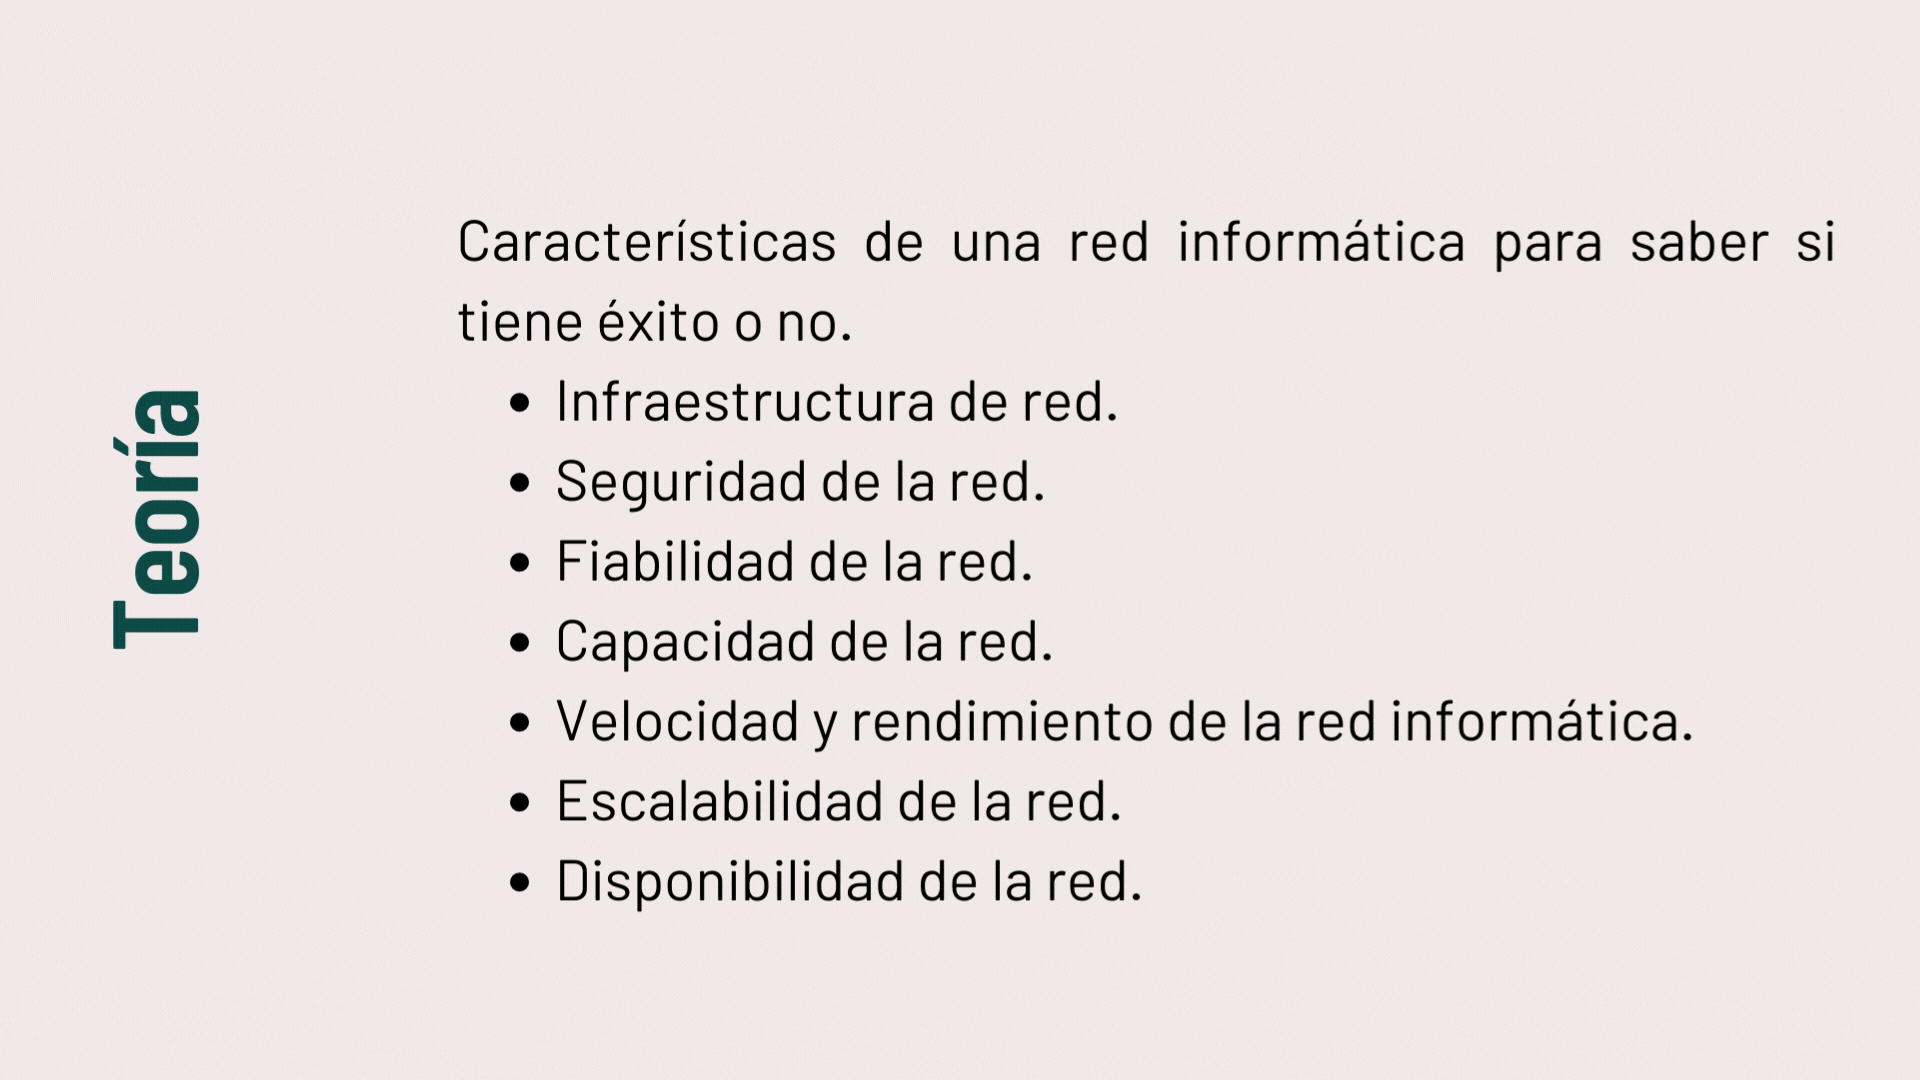 Teoría
Características de una red informática para saber si
tiene éxito o no.
• Infraestructura de red.
• Seguridad de la red.
• Fiabilidad de la red.
• Capacidad de la red.
• Velocidad y rendimiento de la red informática.
• Escalabilidad de la red.
• Disponibilidad de la red.